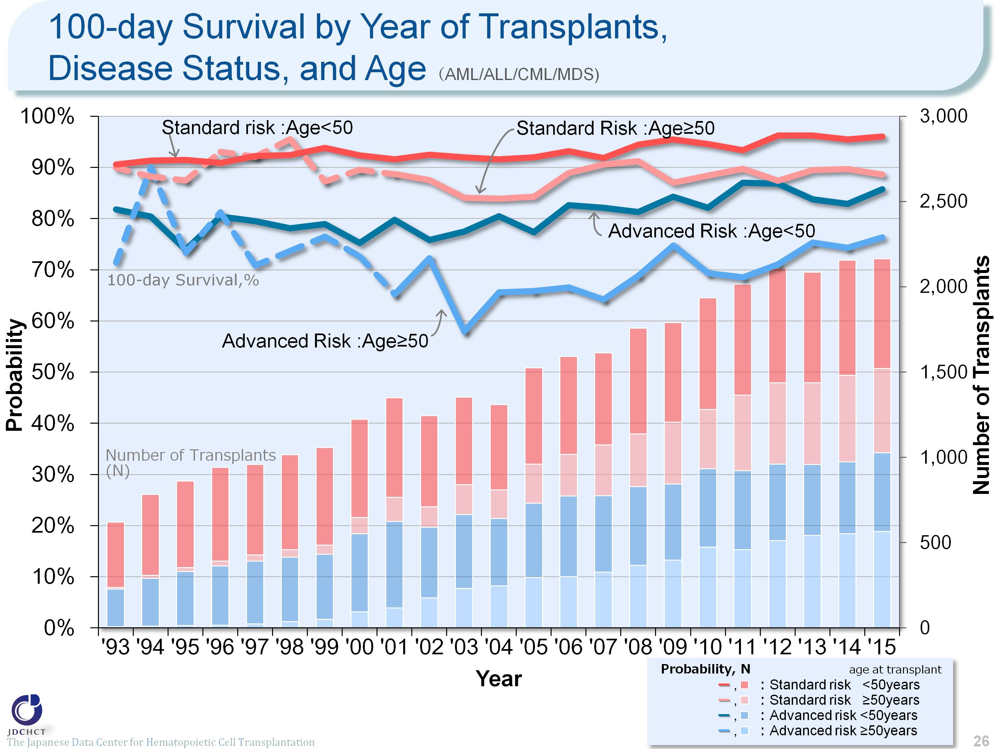 100-day Survival by Year of Transplants,
Disease Status, and Age （AML/ALL/CML/MDS)
100%
90%
80%
70%
60%
50%
40%
30%
20%
10%
0%
Probability
3,000
2,500
2,000
1,500
1,000
500
0
Number of Transplants
Standard risk :Age<50
Standard Risk :Age≥50
Advanced Risk :Age<50
100-day Survival,%
Advanced Risk :Age≥50
Number of Transplants
(N)
'93 '94 '95 '96 '97 '98 '99 '00 '01 '02 '03 '04 '05 '06 '07 '08 '09 '10 '11 '12 '13 '14 '15
Year
Probability, N age at transplant
, : Standard risk <50years
, : Standard risk ≥50years
, : Advanced risk <50years
, : Advanced risk ≥50years
JDCHCT
The Japanese Data Center for Hematopoietic Cell Transplantation
26